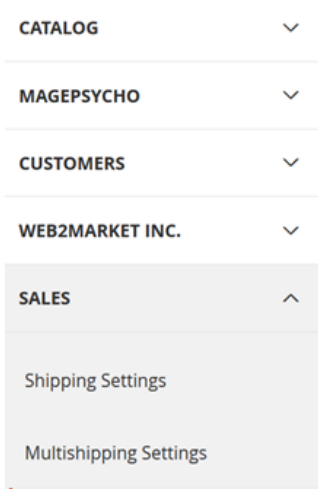 CATALOG
MAGEPSYCHO
CUSTOMERS
WEB2MARKET INC.
SALES
Shipping Settings
Multishipping Settings